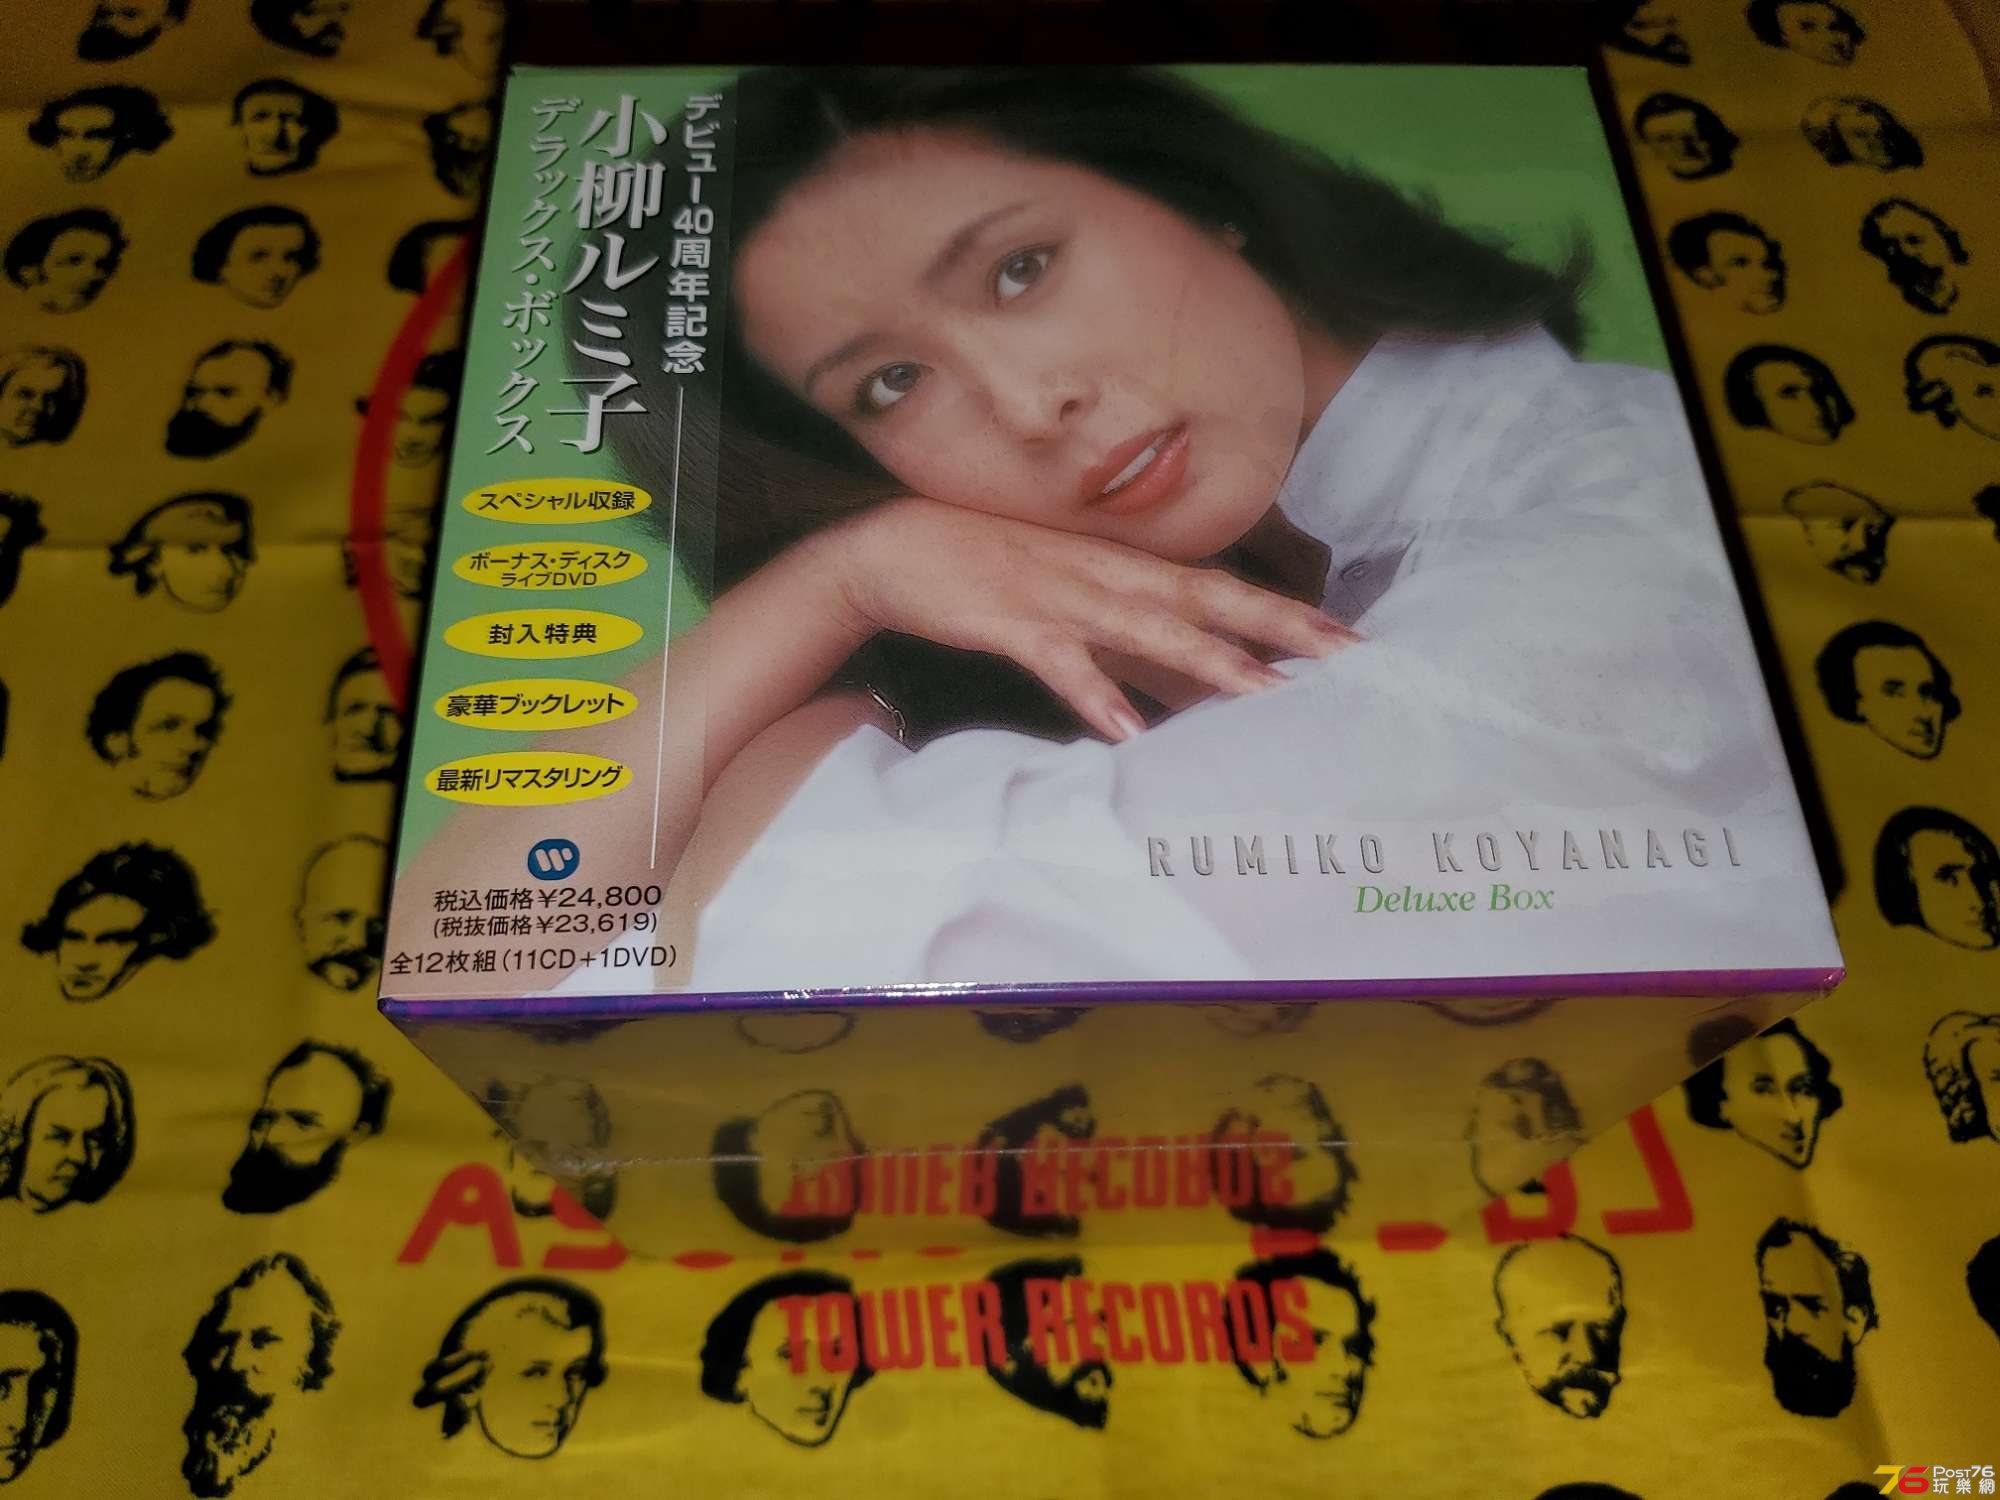 デビュー40周年記念
小柳ルミ子
デラックス・ボックス
スペシャル収録
ボーナス・ディスク
ライブDVD
封入特典
豪華ブックレット
最新リマスタリング
税込価格¥24,800
(税抜価格¥23,619)
全12枚組(11CD+1DVD)
RUMIKO KOYANAGI
Deluxe Box
TOWER RECORDS
TOWER RECORDS
Post76
玩樂網